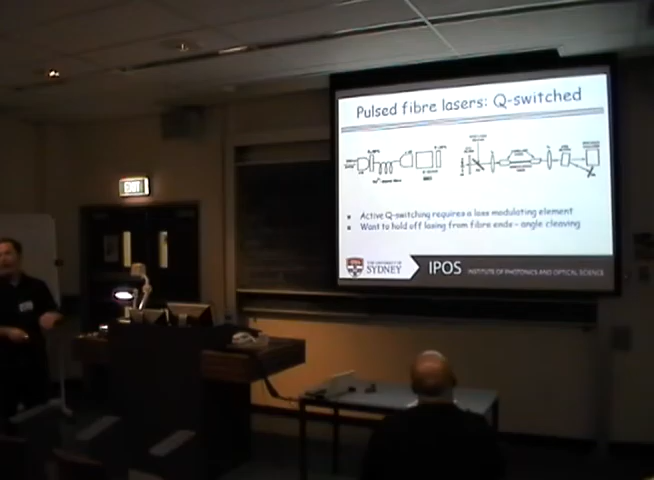 Pulsed fibre lasers: Q-switched
Active Q-switching requires a loss modulating element
Want to hold off lasing from fibre ends - angle cleaving
THE UNIVERSITY OF
SYDNEY
IPOS
INSTITUTE OF PHOTONICS AND OPTICAL SCIENCE
EXIT